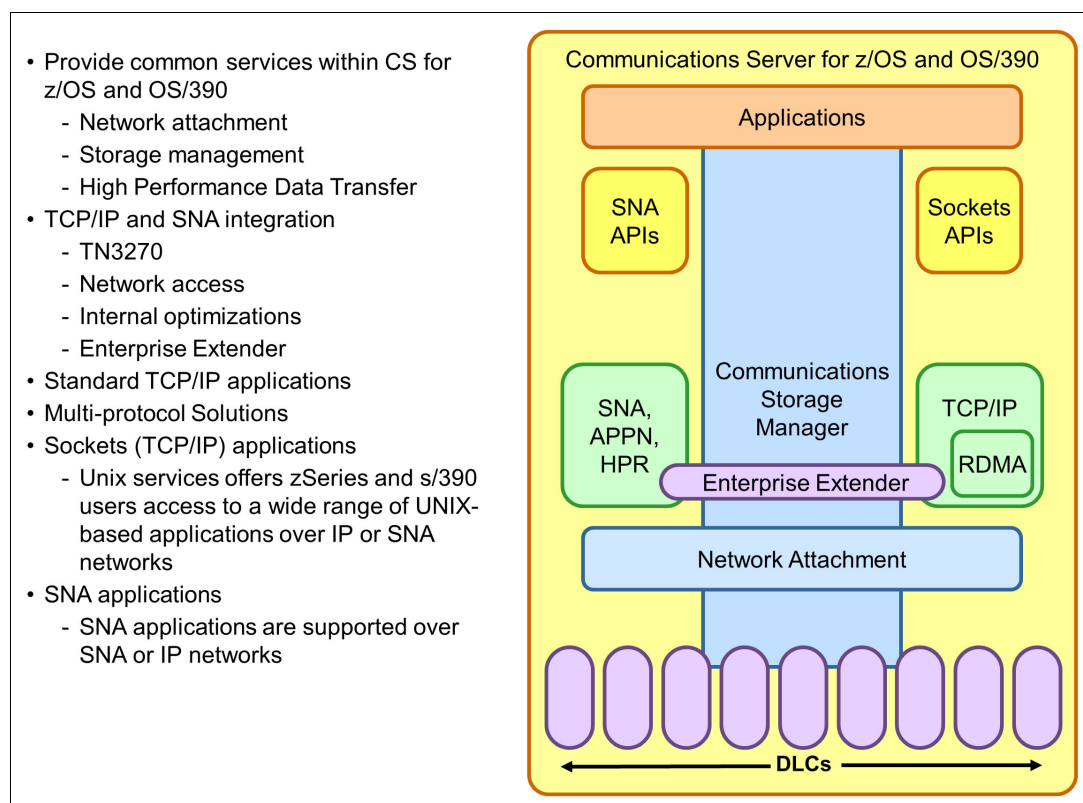 • Provide common services within CS for
z/OS and OS/390
- Network attachment
- Storage management
- High Performance Data Transfer
• TCP/IP and SNA integration
- TN3270
- Network access
- Internal optimizations
- Enterprise Extender
• Standard TCP/IP applications
• Multi-protocol Solutions
• Sockets (TCP/IP) applications
- Unix services offers zSeries and s/390
users access to a wide range of UNIX-
based applications over IP or SNA
networks
• SNA applications
- SNA applications are supported over
SNA or IP networks
Communications Server for z/OS and OS/390
Applications
SNA
APIs
Sockets
APIs
Communications
Storage
Manager
SNA,
APPN,
HPR
TCP/IP
RDMA
Enterprise Extender
Network Attachment
DLCs